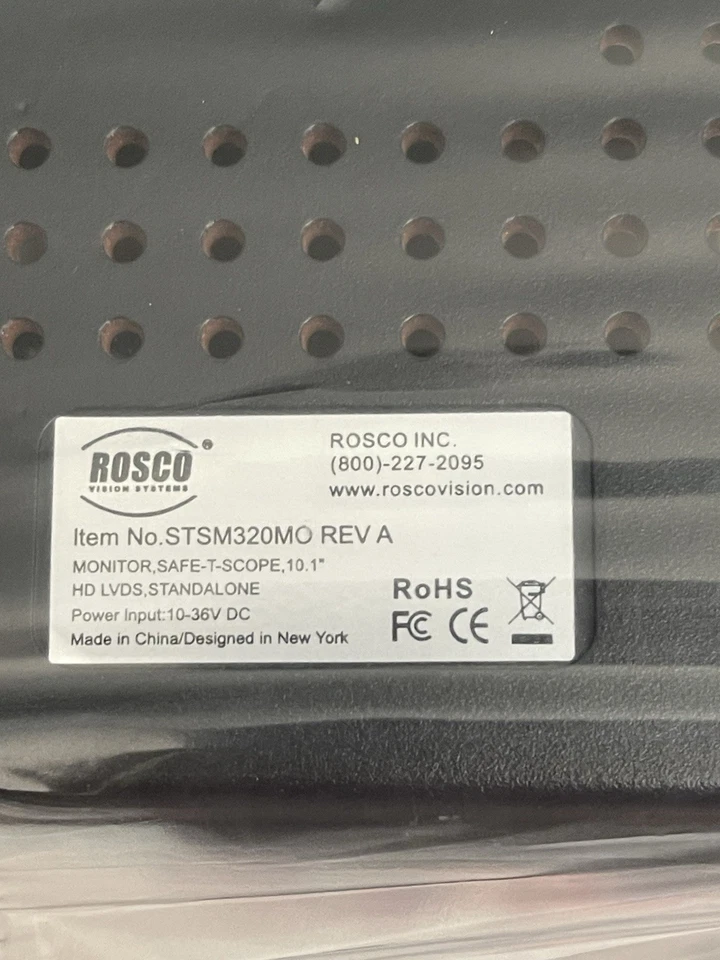 ROSCO®
VISION SYSTEMS
ROSCO INC.
(800)-227-2095
www.roscovision.com
Item No.STSM320MO REV A
MONITOR,SAFE-T-SCOPE,10.1"
HD LVDS,STANDALONE
Power Input:10-36V DC
Made in China/Designed in New York
RoHS
FC CE